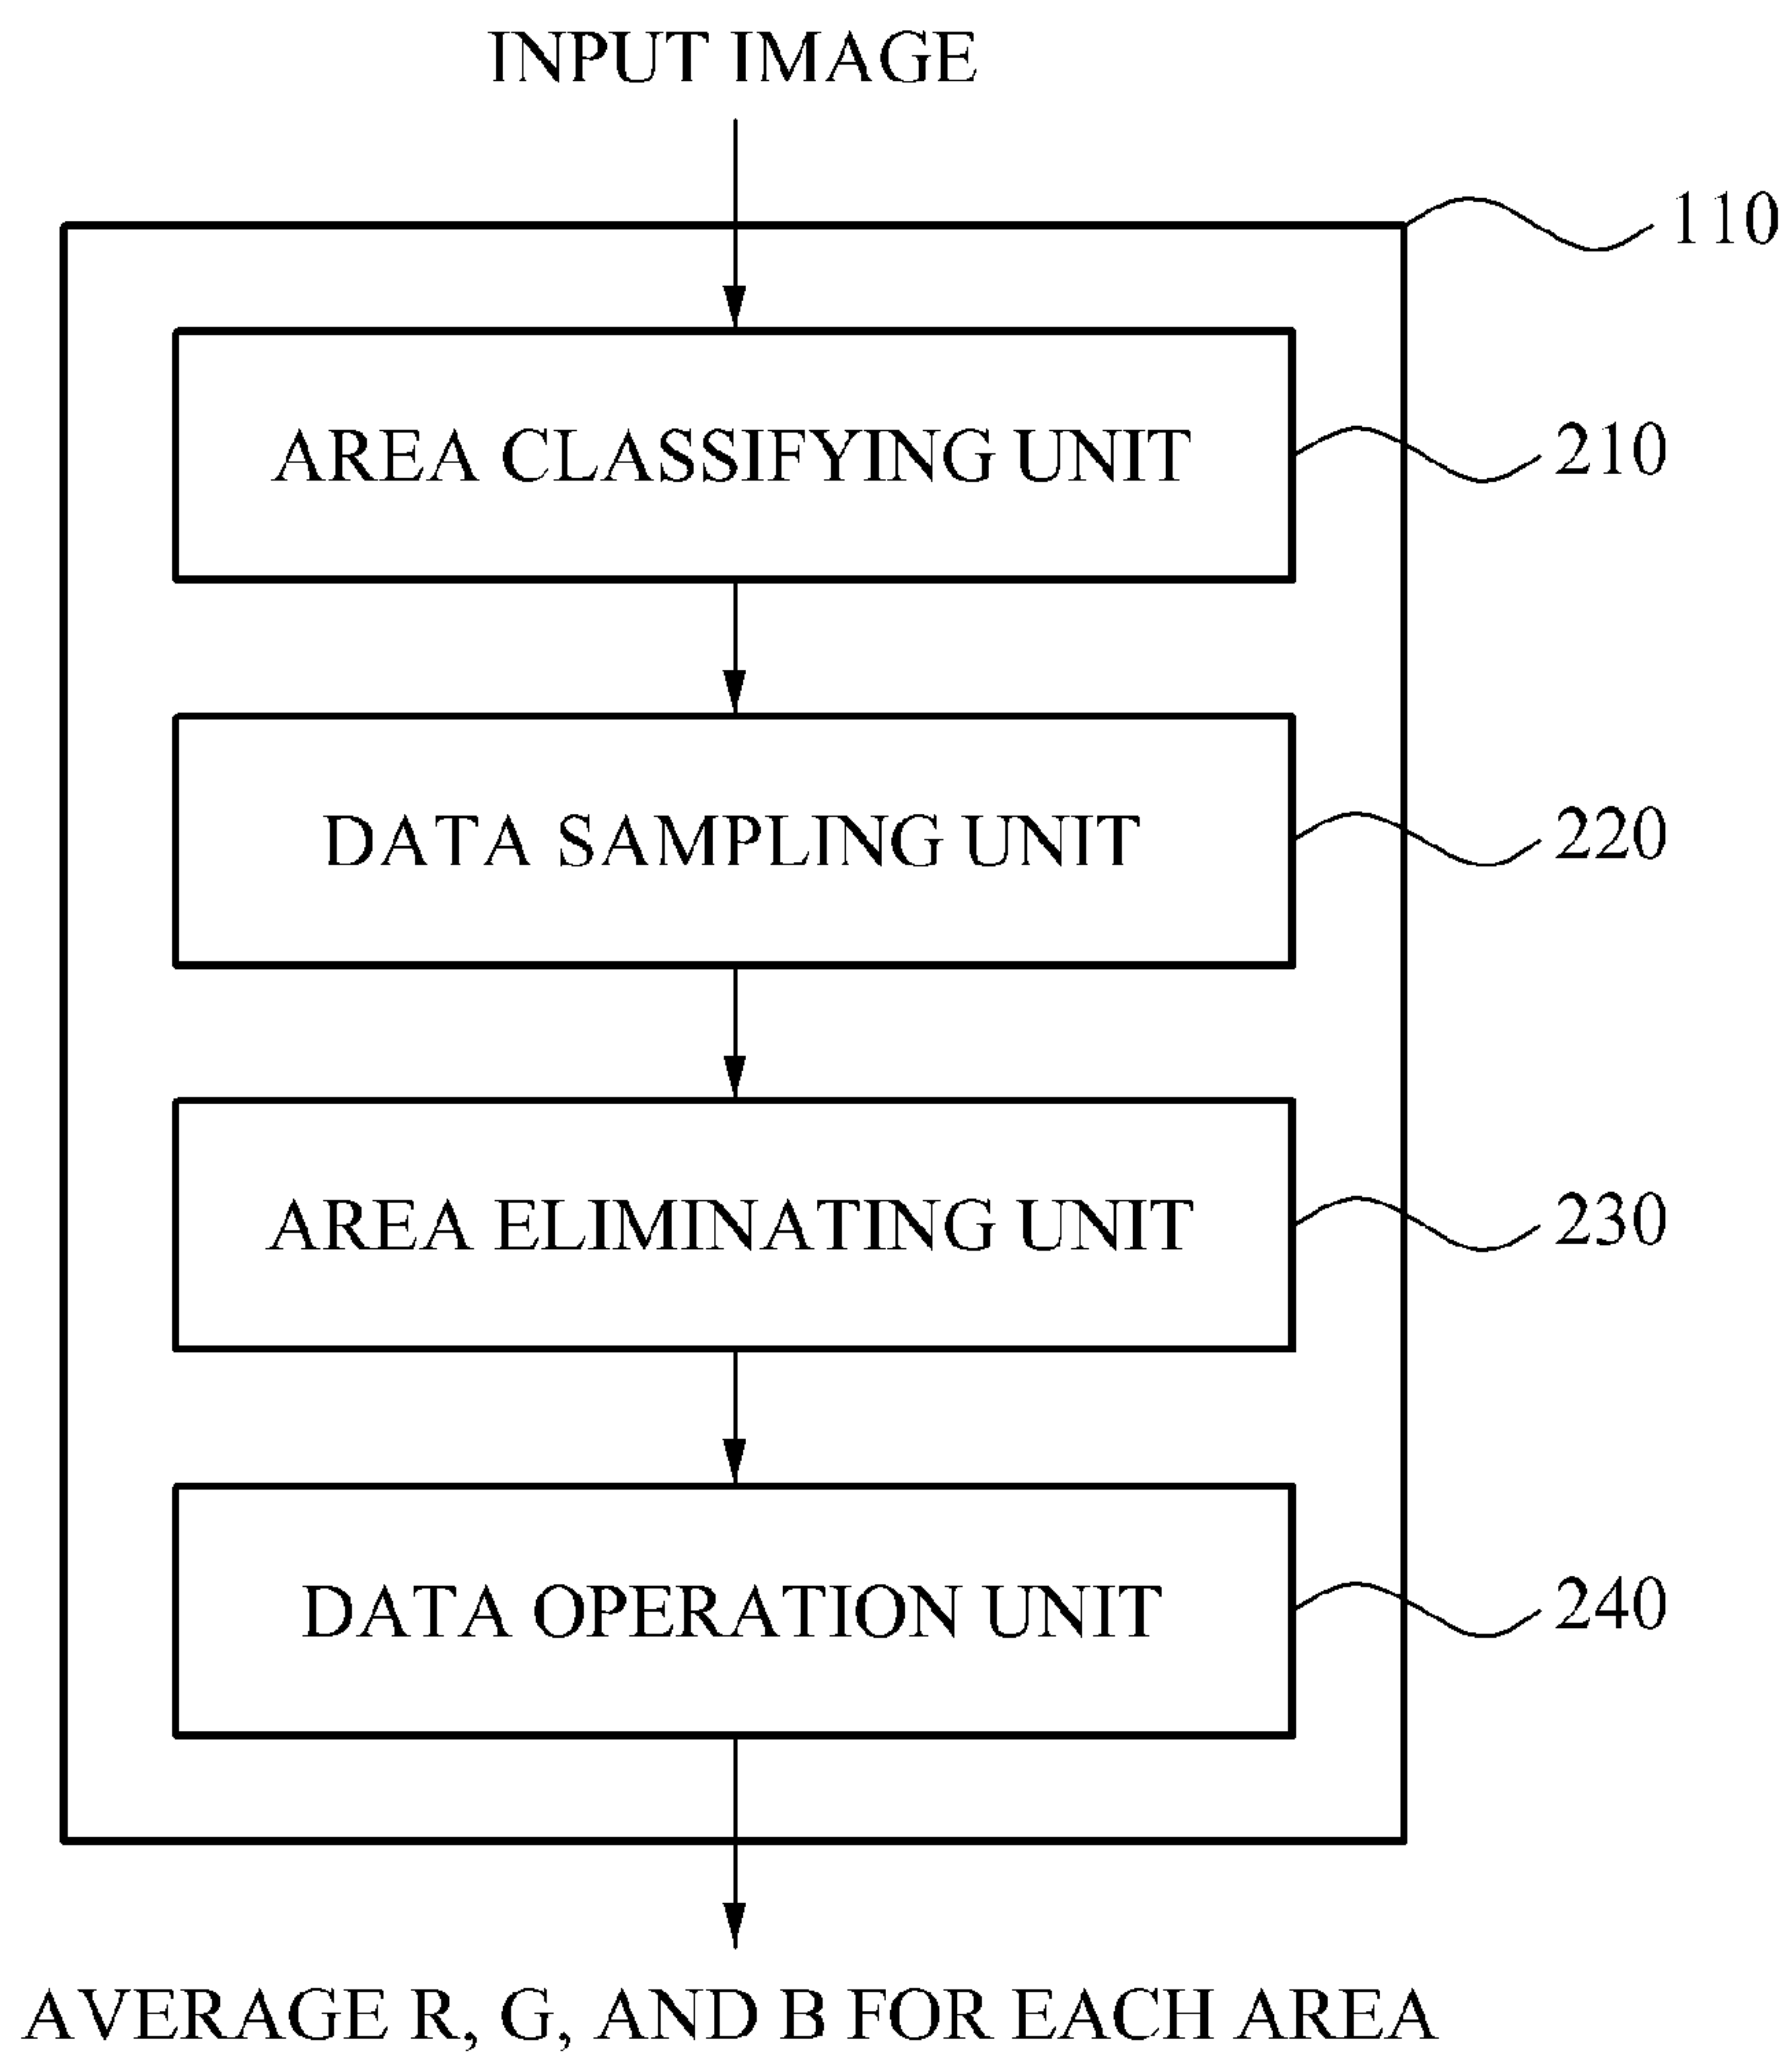 INPUT IMAGE
110
AREA CLASSIFYING UNIT
210
DATA SAMPLING UNIT
220
AREA ELIMINATING UNIT
230
DATA OPERATION UNIT
240
AVERAGE R, G, AND B FOR EACH AREA